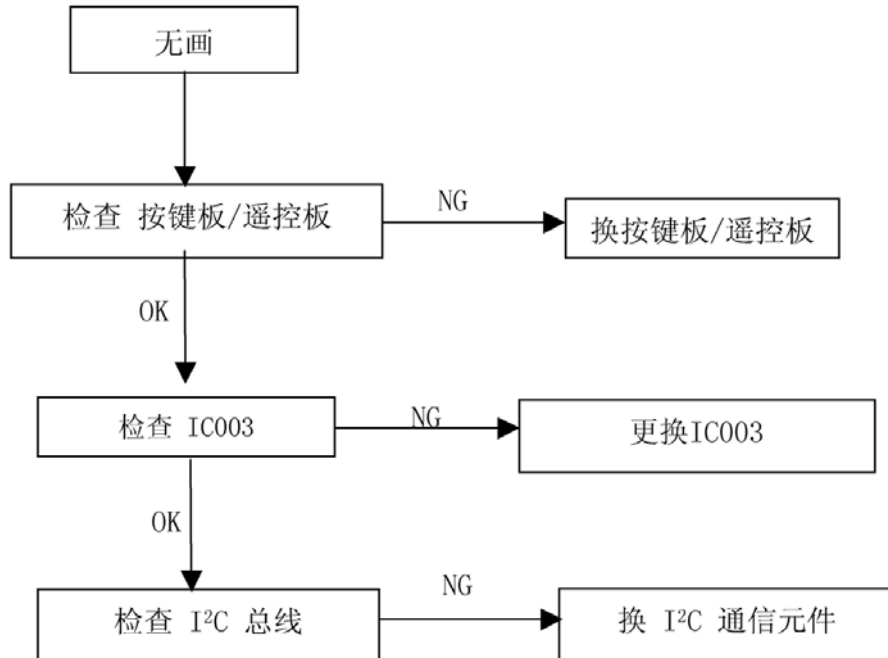 无画
检查 按键板/遥控板
NG
换按键板/遥控板
OK
检查 IC003
NG
更换IC003
OK
检查 I²C 总线
NG
换 I²C 通信元件